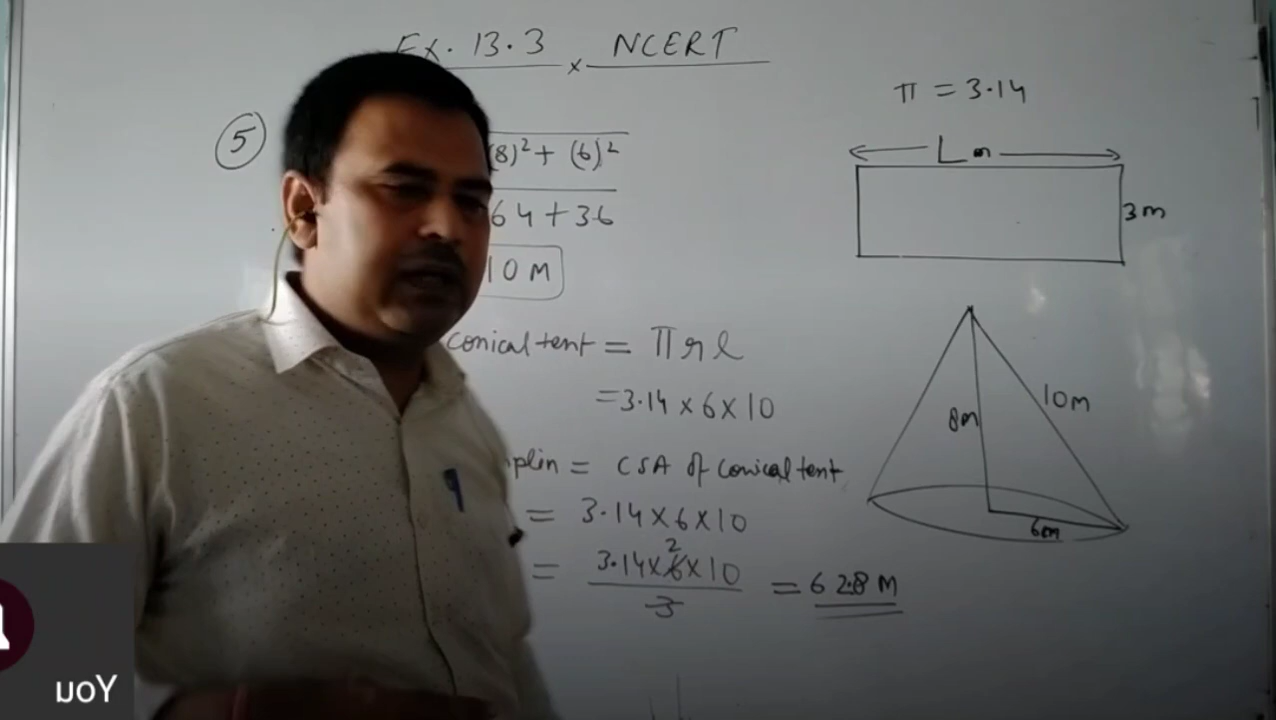 Ex. 13.3 × NCERT
π = 3.14
L m
3m
5
(8)² + (6)²
64 + 36
10 M
conical tent = π r l
= 3.14 × 6 × 10
= CSA of conical tent
= 3.14 × 6 × 10
= 3.14 × 6 2 × 10 = 62.8 M
3
8m
10m
6m
You